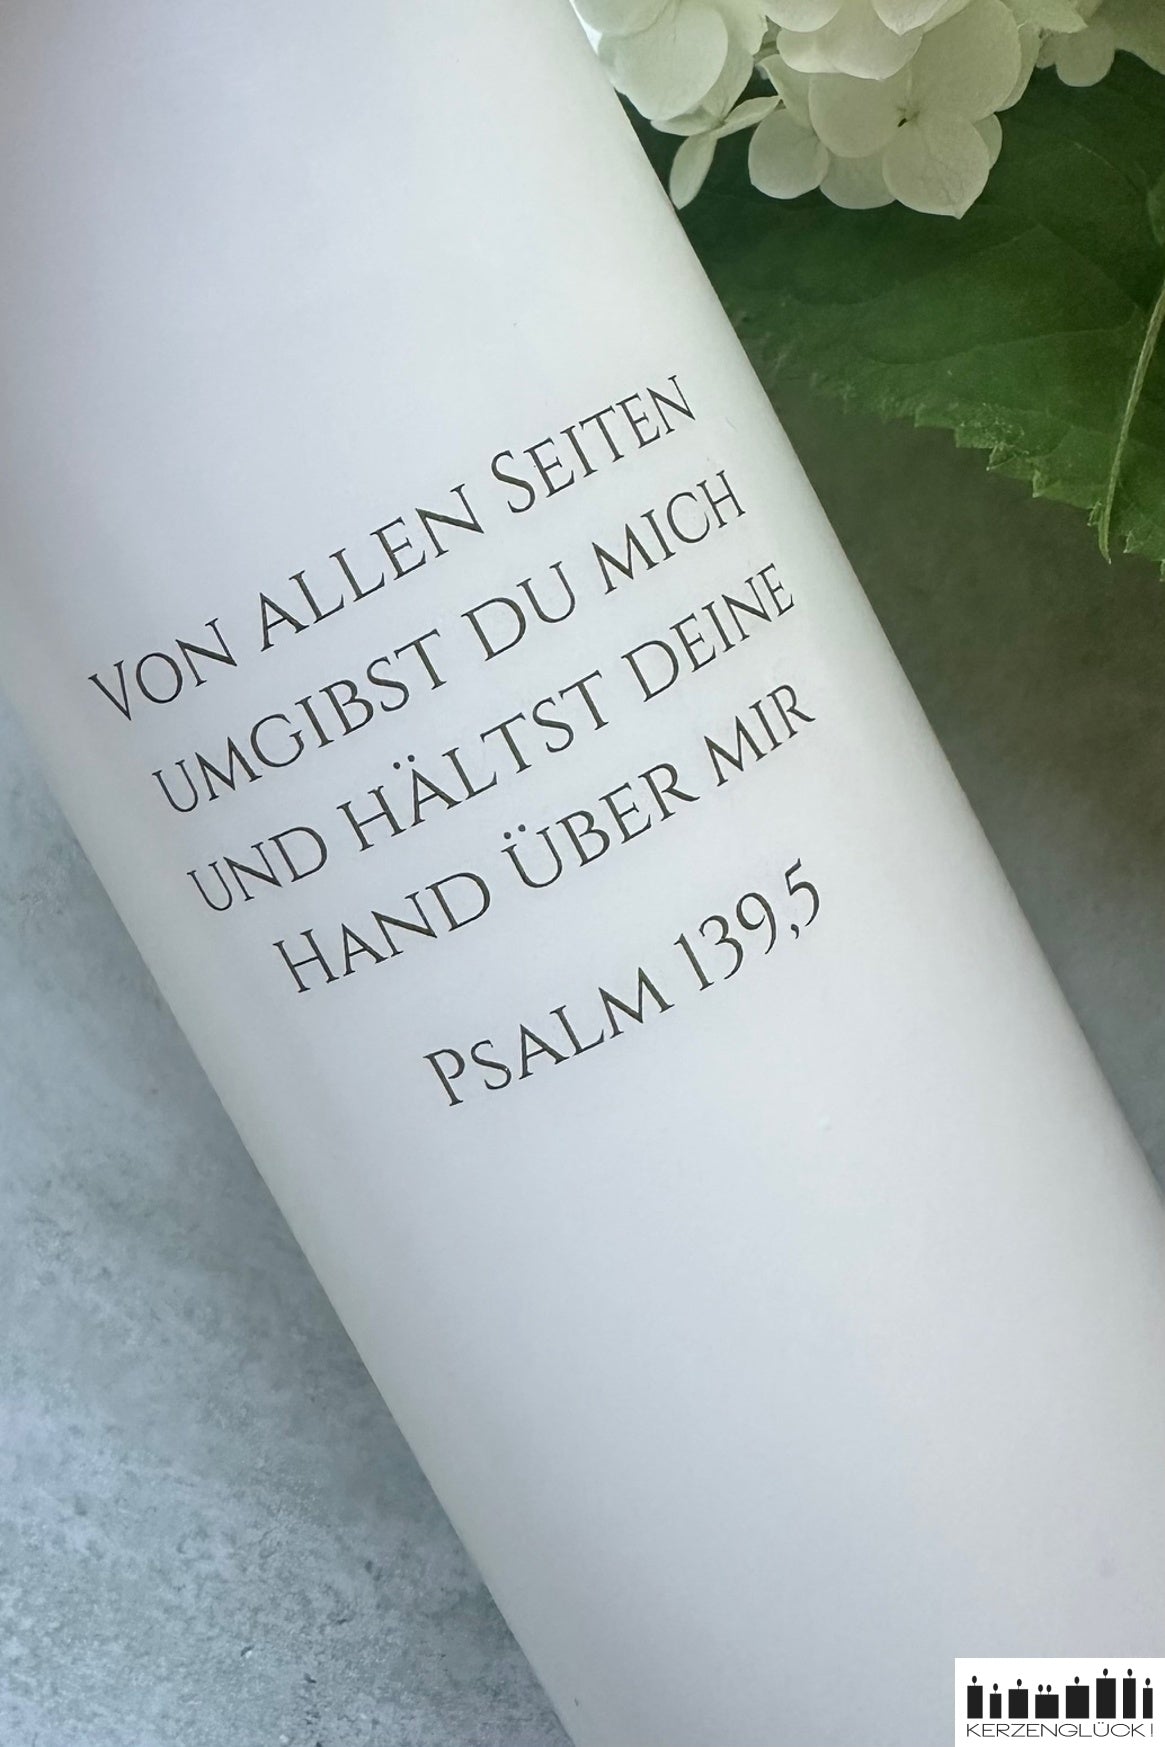 Von allen Seiten
umgibst Du mich
und hältst deine
Hand über mir
Psalm 139,5
KERZENGLÜCK!